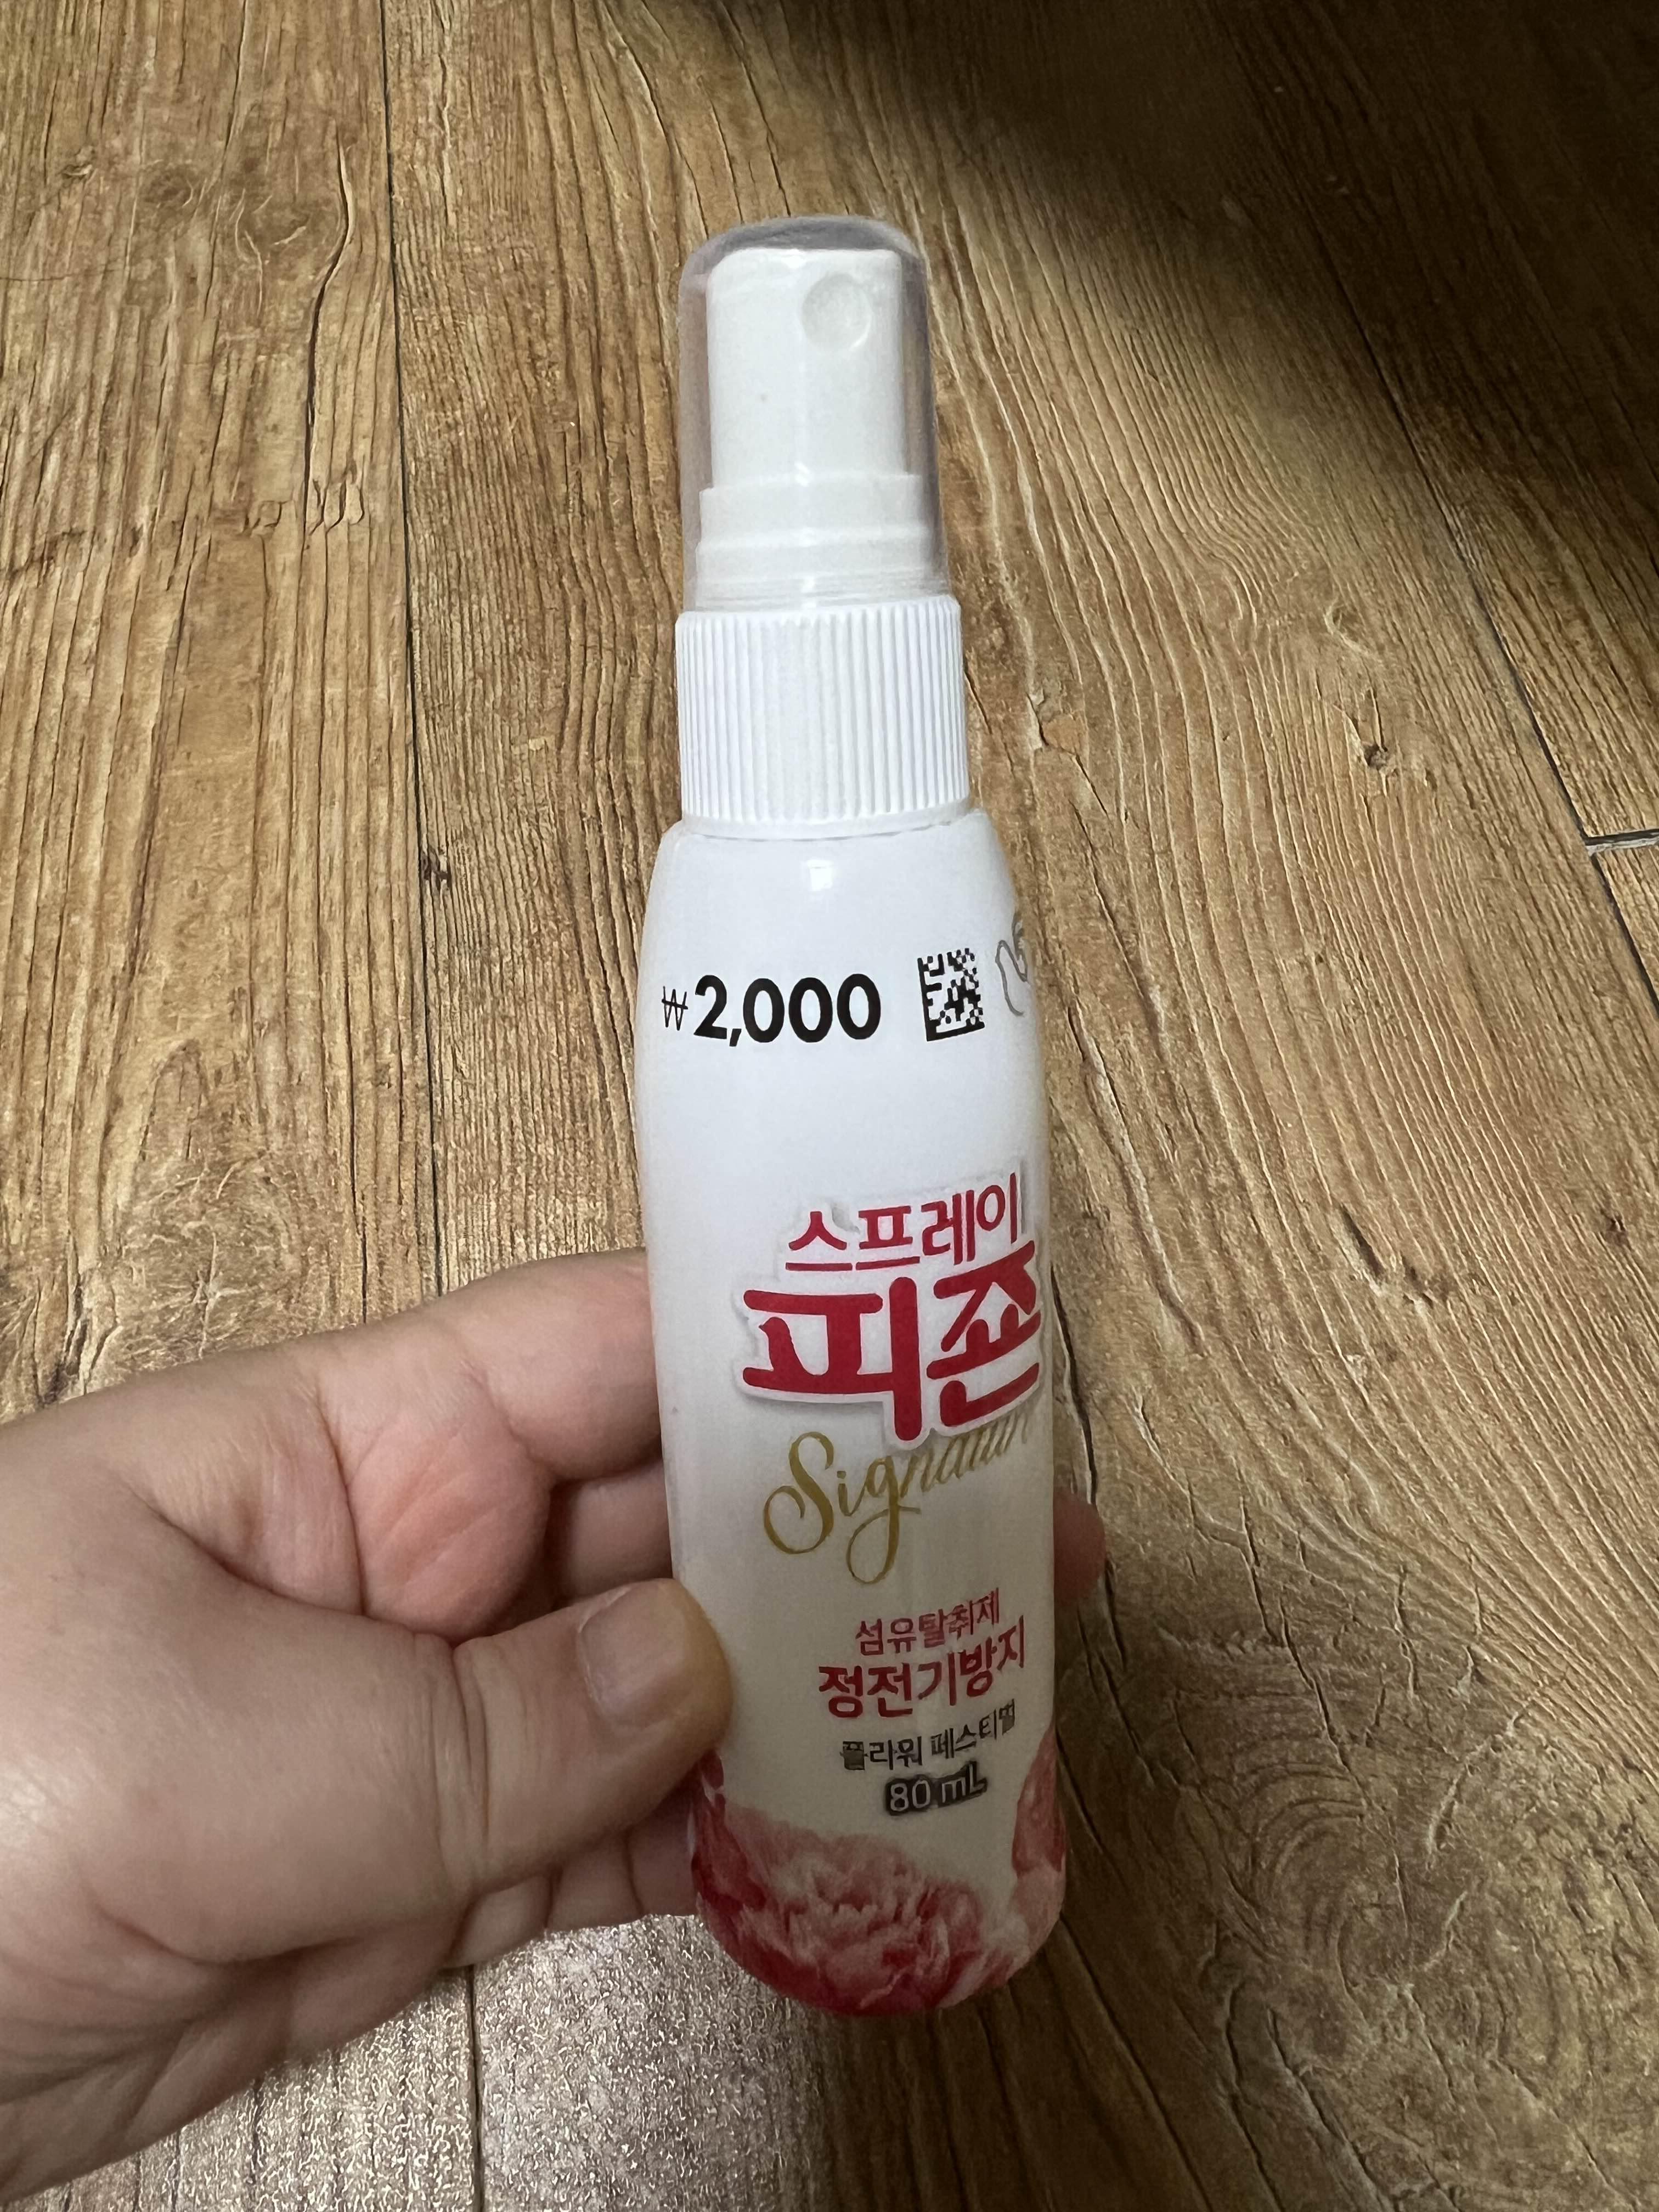 ₩2,000
스프레이
피죤
Signature
섬유탈취제
정전기방지
플라워 페스티벌
80 mL